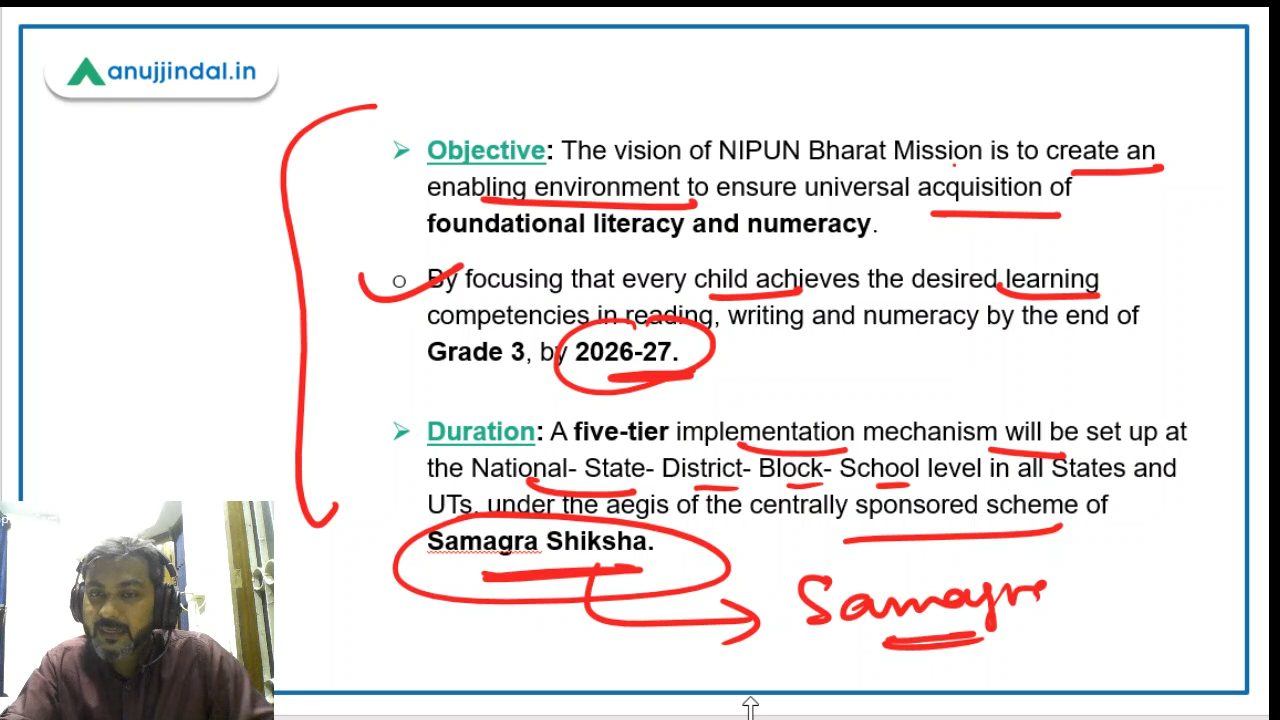 anujjindal.in
➢ Objective: The vision of NIPUN Bharat Mission is to create an
enabling environment to ensure universal acquisition of
foundational literacy and numeracy.
o By focusing that every child achieves the desired learning
competencies in reading, writing and numeracy by the end of
Grade 3, by 2026-27.
➢ Duration: A five-tier implementation mechanism will be set up at
the National- State- District- Block- School level in all States and
UTs, under the aegis of the centrally sponsored scheme of
Samagra Shiksha.
Samagra